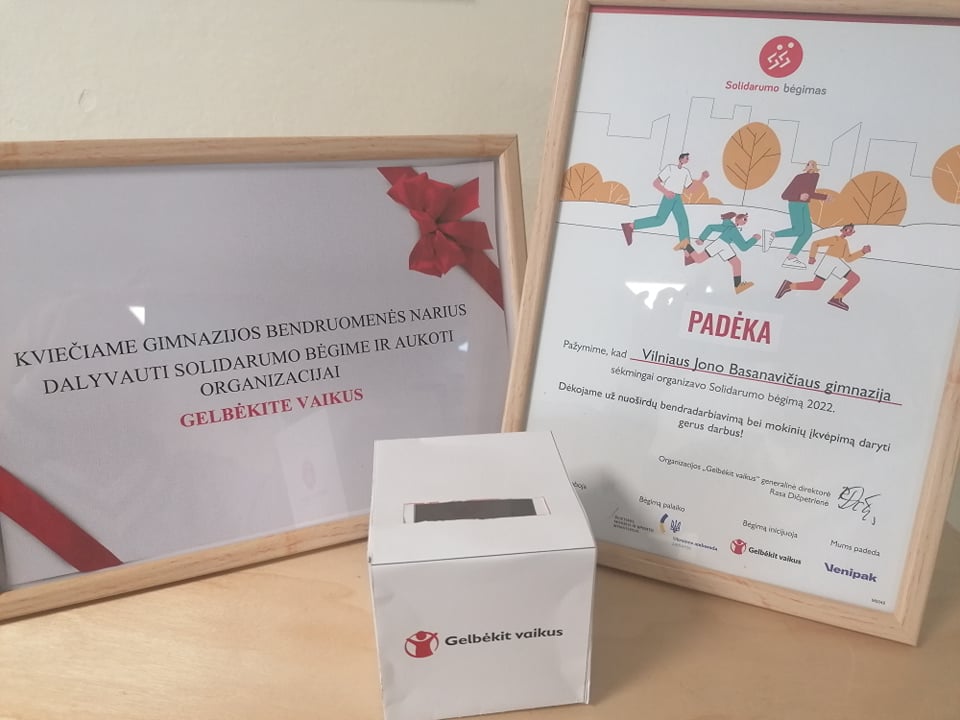 KVIEČIAME GIMNAZIJOS BENDRUOMENĖS NARIUS
DALYVAUTI SOLIDARUMO BĖGIME IR AUKOTI
ORGANIZACIJAI
GELBĖKITE VAIKUS
Solidarumo bėgimas
PADĖKA
Pažymime, kad Vilniaus Jono Basanavičiaus gimnazija
sėkmingai organizavo Solidarumo bėgimą 2022.
Dėkojame už nuoširdų bendradarbiavimą bei mokinių įkvėpimą daryti
gerus darbus!
Organizacijos „Gelbėkit vaikus" generalinė direktorė
Rasa Dičpetrienė
Bėgimą palaiko
Bėgimą inicijuoja
Gelbėkit vaikus
Mums padeda
Venipak
Gelbėkit vaikus